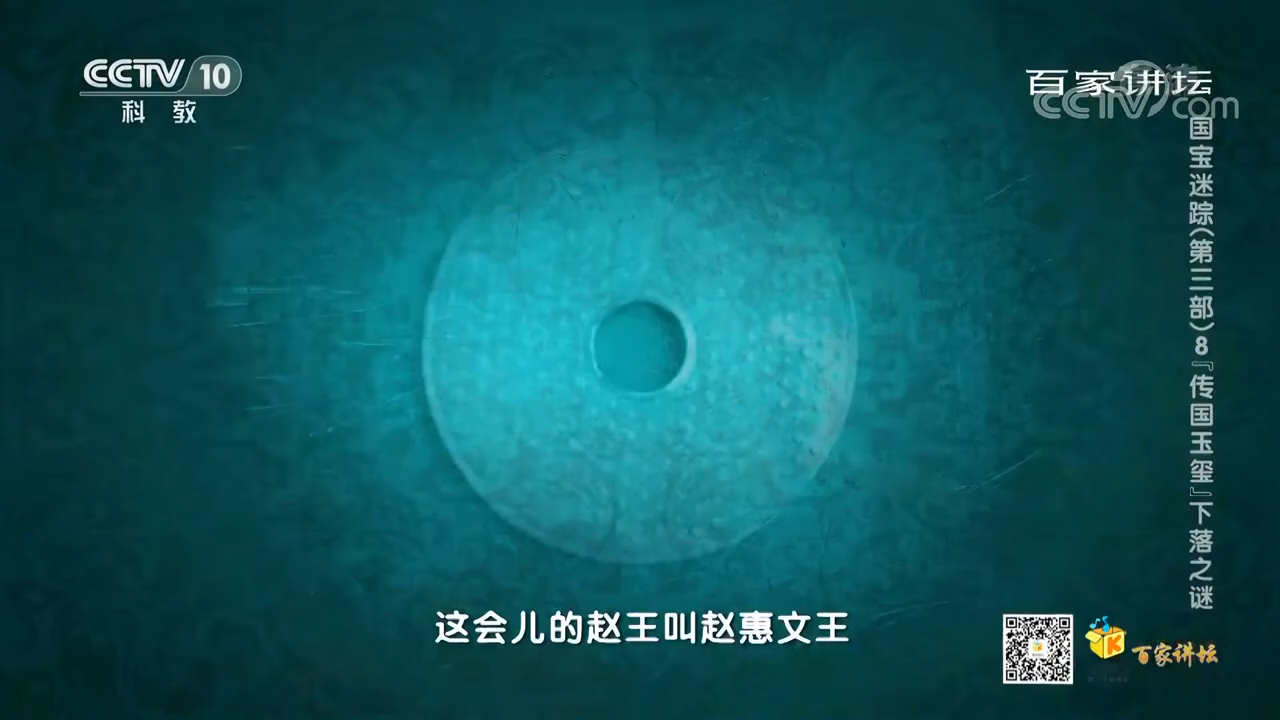 CCTV 10
科教
百家讲坛
CCTV.com
国宝迷踪(第三部)8『传国玉玺』下落之谜
这会儿的赵王叫赵惠文王
K
百家讲坛